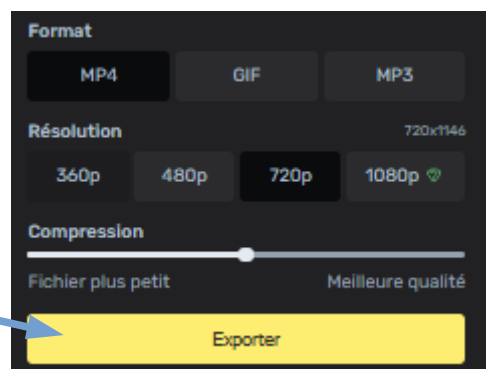 Format
MP4 GIF MP3
Résolution 720x1146
360p 480p 720p 1080p
Compression
Fichier plus petit Meilleure qualité
Exporter